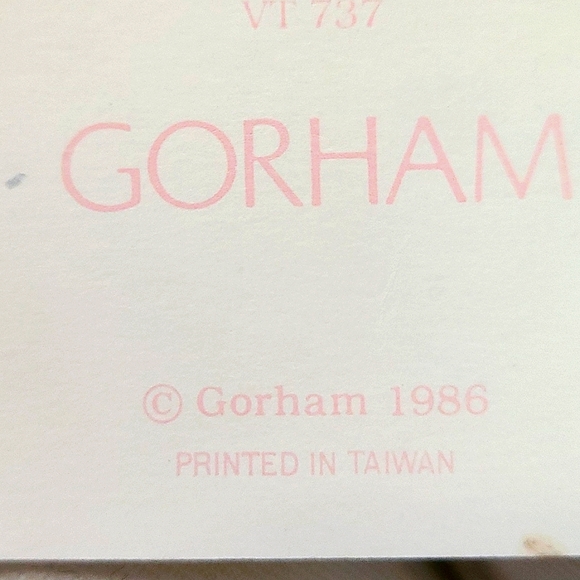 VT 737
GORHAM
© Gorham 1986
PRINTED IN TAIWAN